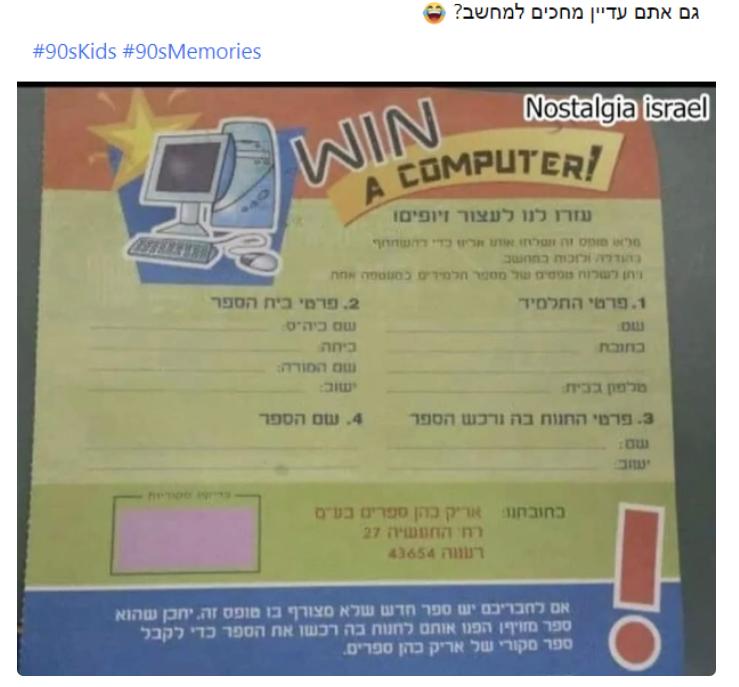 גם אתם עדיין מחכים למחשב? 😂
#90sKids #90sMemories
Nostalgia israel
WIN
A COMPUTER!
עזרו לנו לעצור זיופים!
מלאו טופס זה ושלחו אותו אלינו כדי להשתתף
בהגרלה ולזכות במחשב.
ניתן לשלוח טפסים של מספר תלמידים במעטפה אחת
1. פרטי התלמיד
שם:
כתובת:
טלפון בבית:
2. פרטי בית הספר
שם ביה"ס:
כיתה:
שם המורה:
ישוב:
3. פרטי החנות בה נרכש הספר
שם:
ישוב:
4. שם הספר
כתובתנו: אריק כהן ספרים בע"מ
רח' התעשיה 27
רעננה 43654
מקוריות
אם לחבריכם יש ספר חדש שלא מצורף בו טופס זה, יתכן שהוא
ספר מזויף! הפנו אותם לחנות בה רכשו את הספר כדי לקבל
ספר מקורי של אריק כהן ספרים.